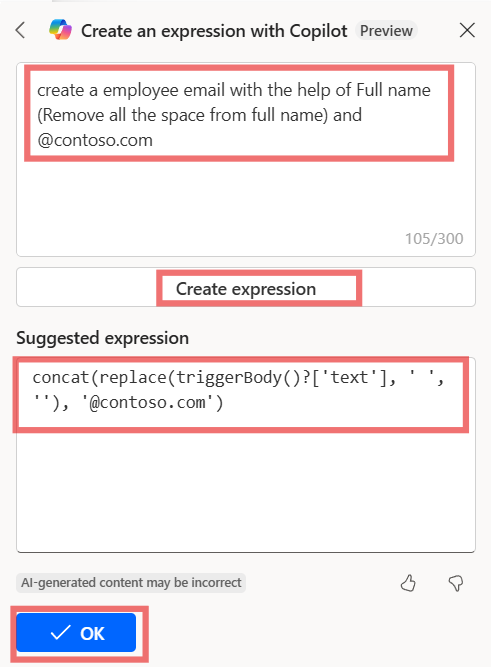 Create an expression with Copilot Preview
create a employee email with the help of Full name
(Remove all the space from full name) and
@contoso.com
105/300
Create expression
Suggested expression
concat(replace(triggerBody()?['text'], ' ',
''), '@contoso.com')
AI-generated content may be incorrect
OK